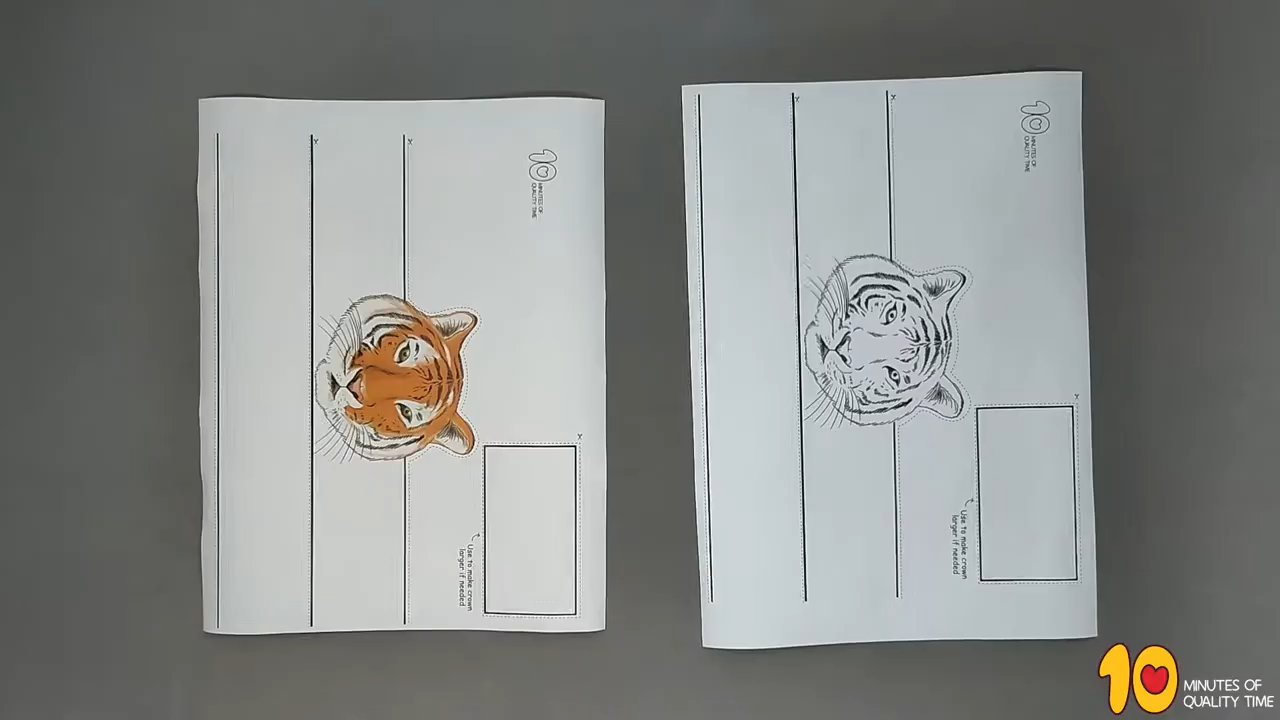 10
MINUTES OF
QUALITY TIME
Use to make crown
larger if needed
10
MINUTES OF
QUALITY TIME
Use to make crown
larger if needed
10
MINUTES OF
QUALITY TIME